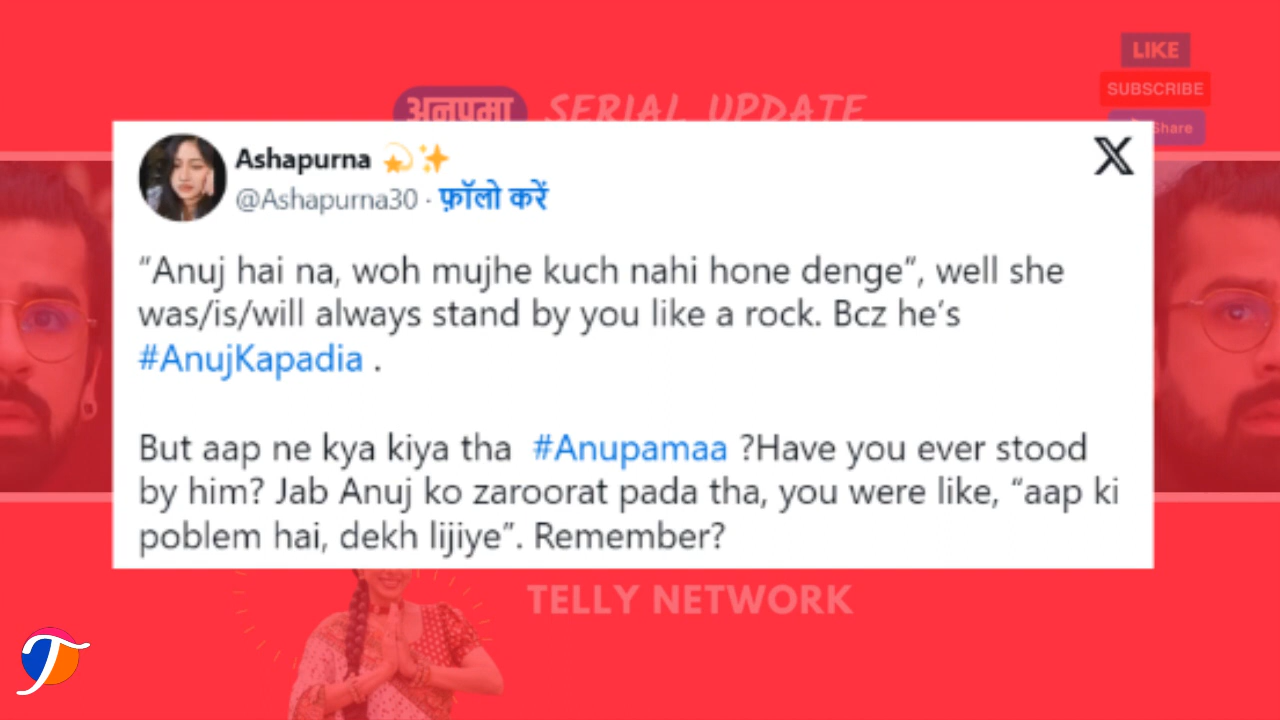 LIKE
SUBSCRIBE
Share
अनुपमा SERIAL UPDATE
Ashapurna 💫✨
@Ashapurna30 · फ़ॉलो करें
“Anuj hai na, woh mujhe kuch nahi hone denge”, well she
was/is/will always stand by you like a rock. Bcz he’s
#AnujKapadia .
But aap ne kya kiya tha #Anupamaa ?Have you ever stood
by him? Jab Anuj ko zaroorat pada tha, you were like, “aap ki
poblem hai, dekh lijiye”. Remember?
TELLY NETWORK